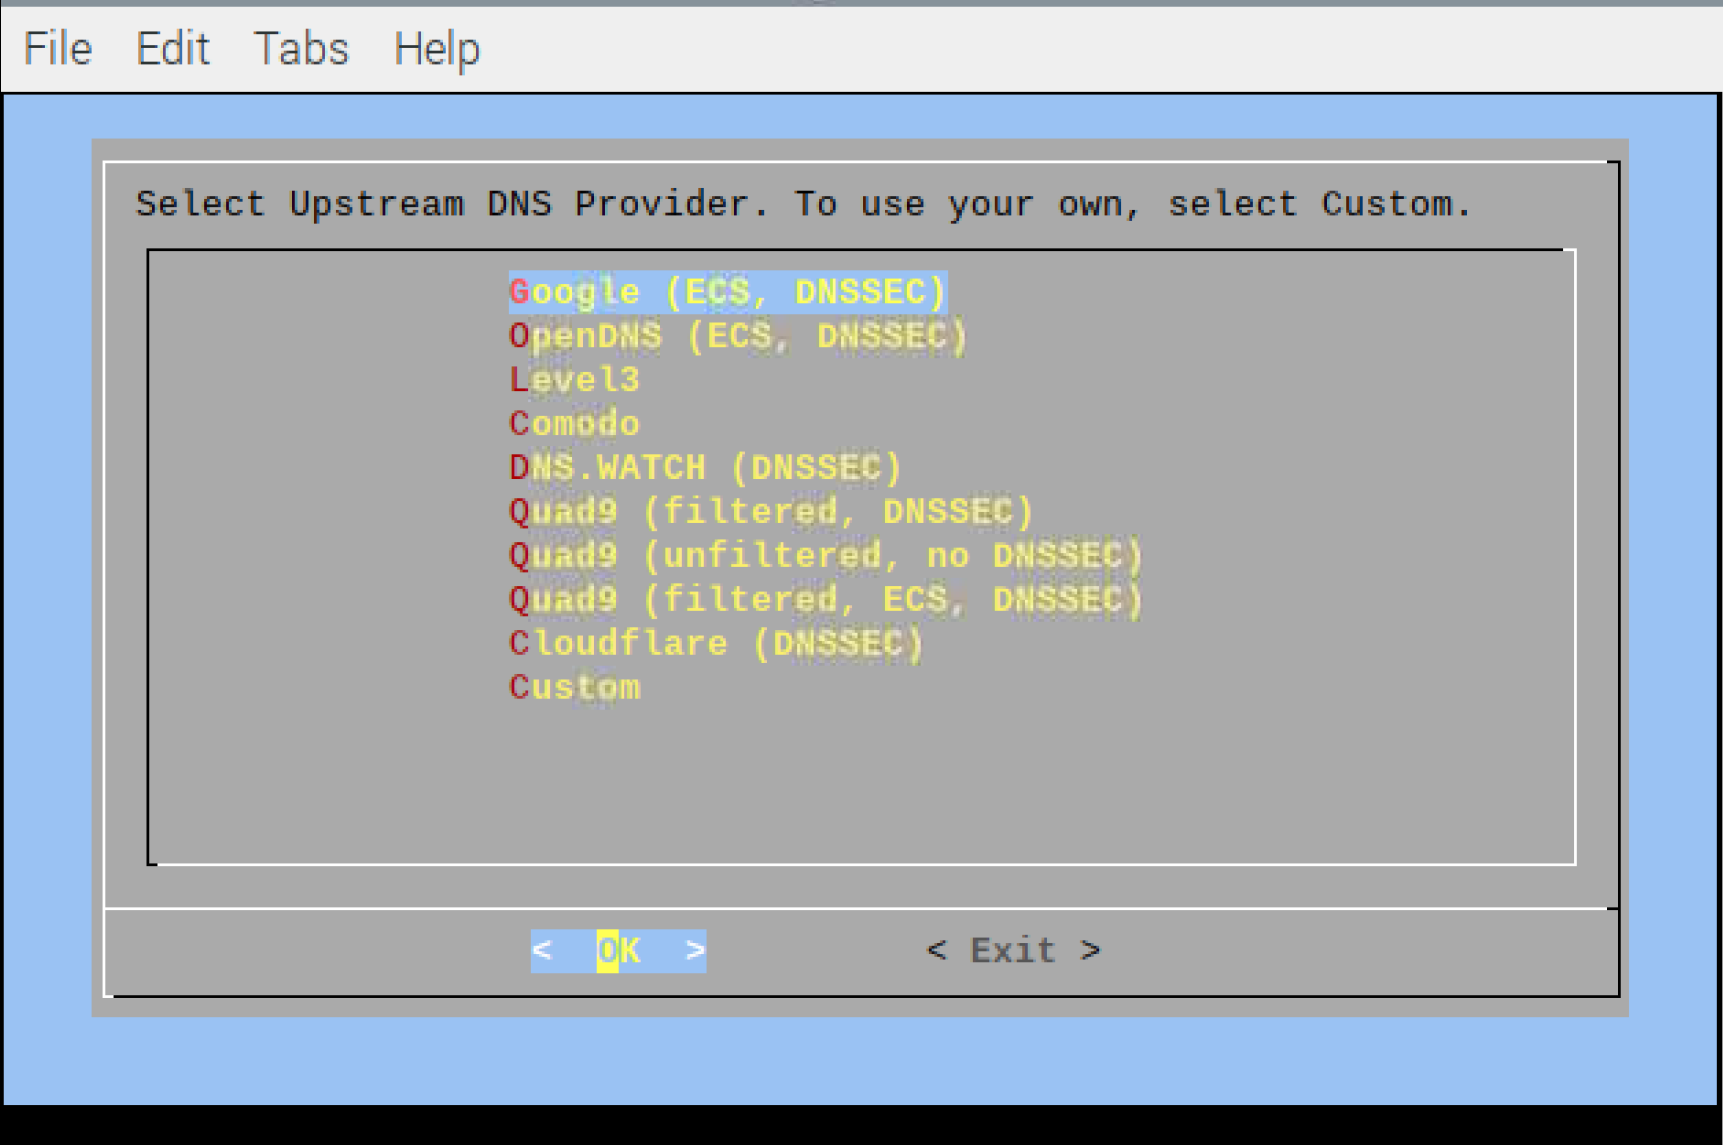 File Edit Tabs Help
Select Upstream DNS Provider. To use your own, select Custom.
Google (ECS, DNSSEC)
OpenDNS (ECS, DNSSEC)
Level3
Comodo
DNS.WATCH (DNSSEC)
Quad9 (filtered, DNSSEC)
Quad9 (unfiltered, no DNSSEC)
Quad9 (filtered, ECS, DNSSEC)
Cloudflare (DNSSEC)
Custom
< OK > < Exit >